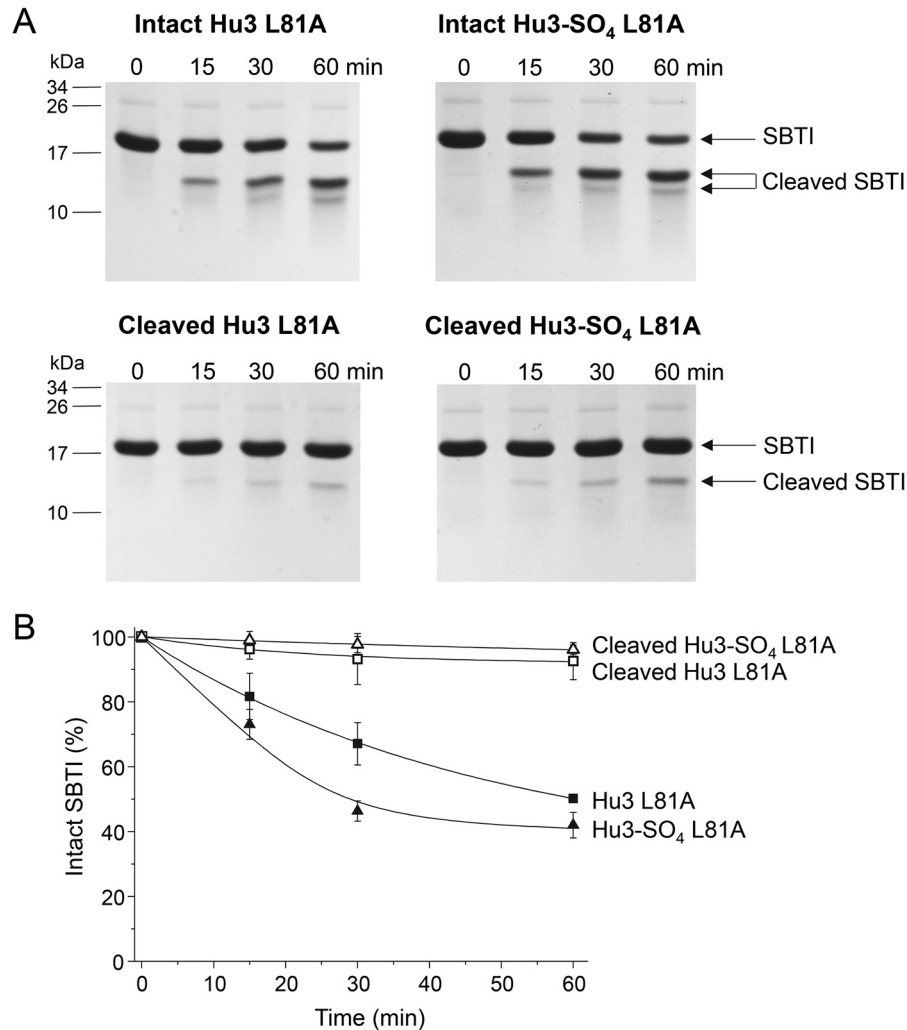 A
Intact Hu3 L81A
Intact Hu3-SO4 L81A
kDa
0 15 30 60 min
0 15 30 60 min
34
26
17
10
SBTI
Cleaved SBTI
Cleaved Hu3 L81A
Cleaved Hu3-SO4 L81A
kDa
0 15 30 60 min
0 15 30 60 min
34
26
17
10
SBTI
Cleaved SBTI
B
Intact SBTI (%)
100
80
60
40
20
0
Cleaved Hu3-SO4 L81A
Cleaved Hu3 L81A
Hu3 L81A
Hu3-SO4 L81A
0 10 20 30 40 50 60
Time (min)